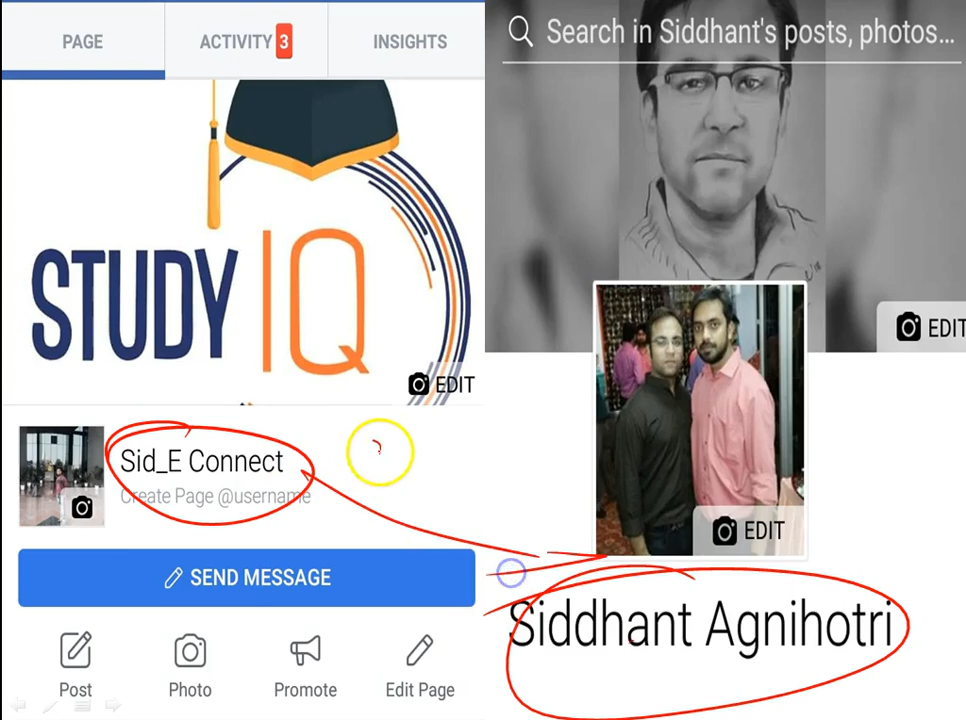 PAGE
ACTIVITY 3
INSIGHTS
STUDY IQ
EDIT
Sid_E Connect
Create Page @username
SEND MESSAGE
Post
Photo
Promote
Edit Page
Search in Siddhant's posts, photos...
EDIT
EDIT
Siddhant Agnihotri